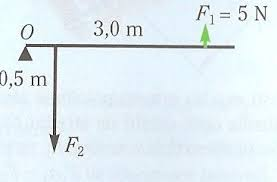 F₁ = 5 N
O
3,0 m
0,5 m
F₂